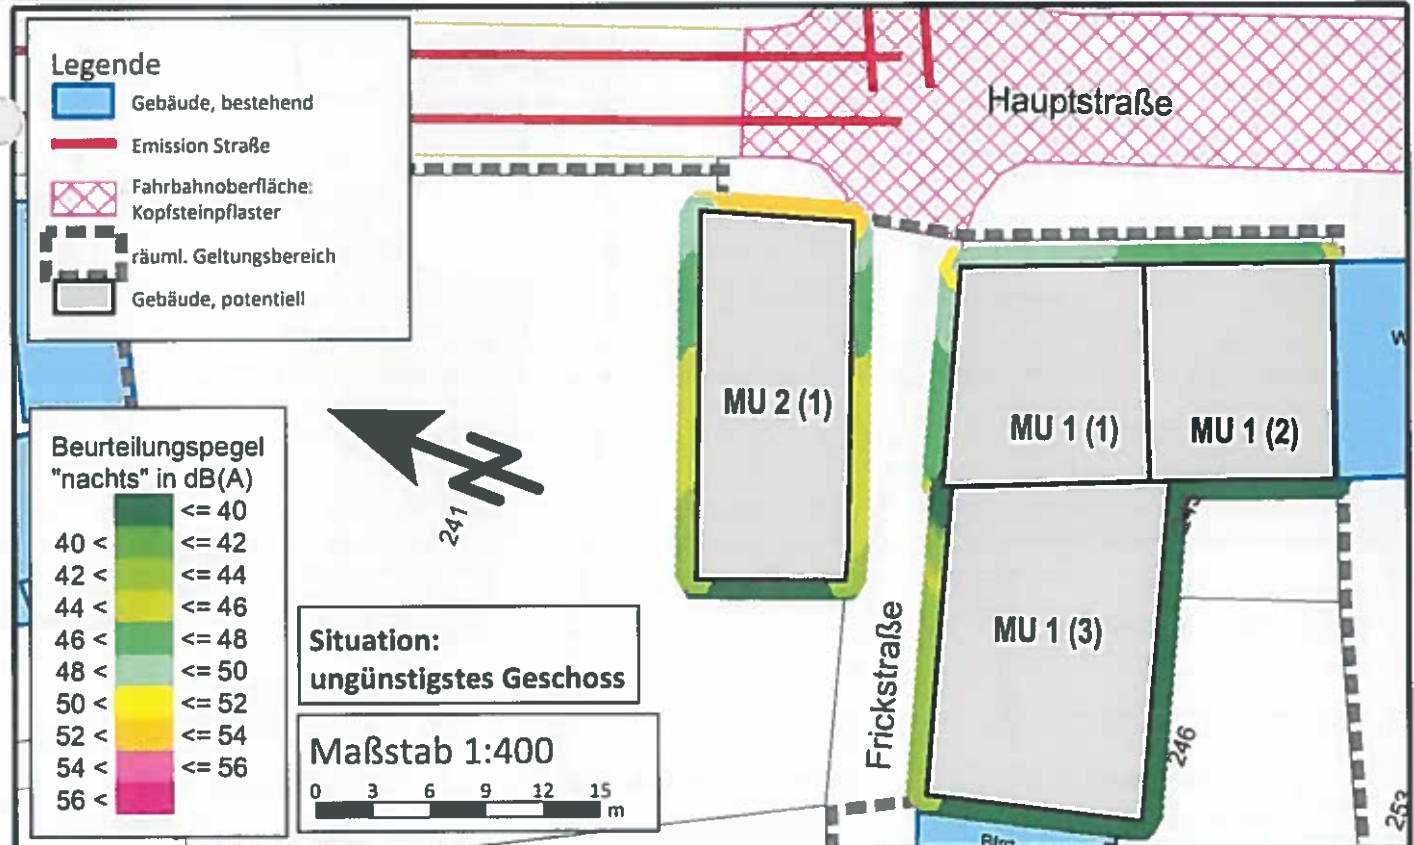 Legende
Gebäude, bestehend
Emission Straße
Fahrbahnoberfläche:
Kopfsteinpflaster
räuml. Geltungsbereich
Gebäude, potentiell
Hauptstraße
MU 2 (1)
MU 1 (1)
MU 1 (2)
MU 1 (3)
W
241
Frickstraße
246
253
Beurteilungspegel
"nachts" in dB(A)
<= 40
40 < <= 42
42 < <= 44
44 < <= 46
46 < <= 48
48 < <= 50
50 < <= 52
52 < <= 54
54 < <= 56
56 <
Situation:
ungünstigstes Geschoss
Maßstab 1:400
0 3 6 9 12 15
m